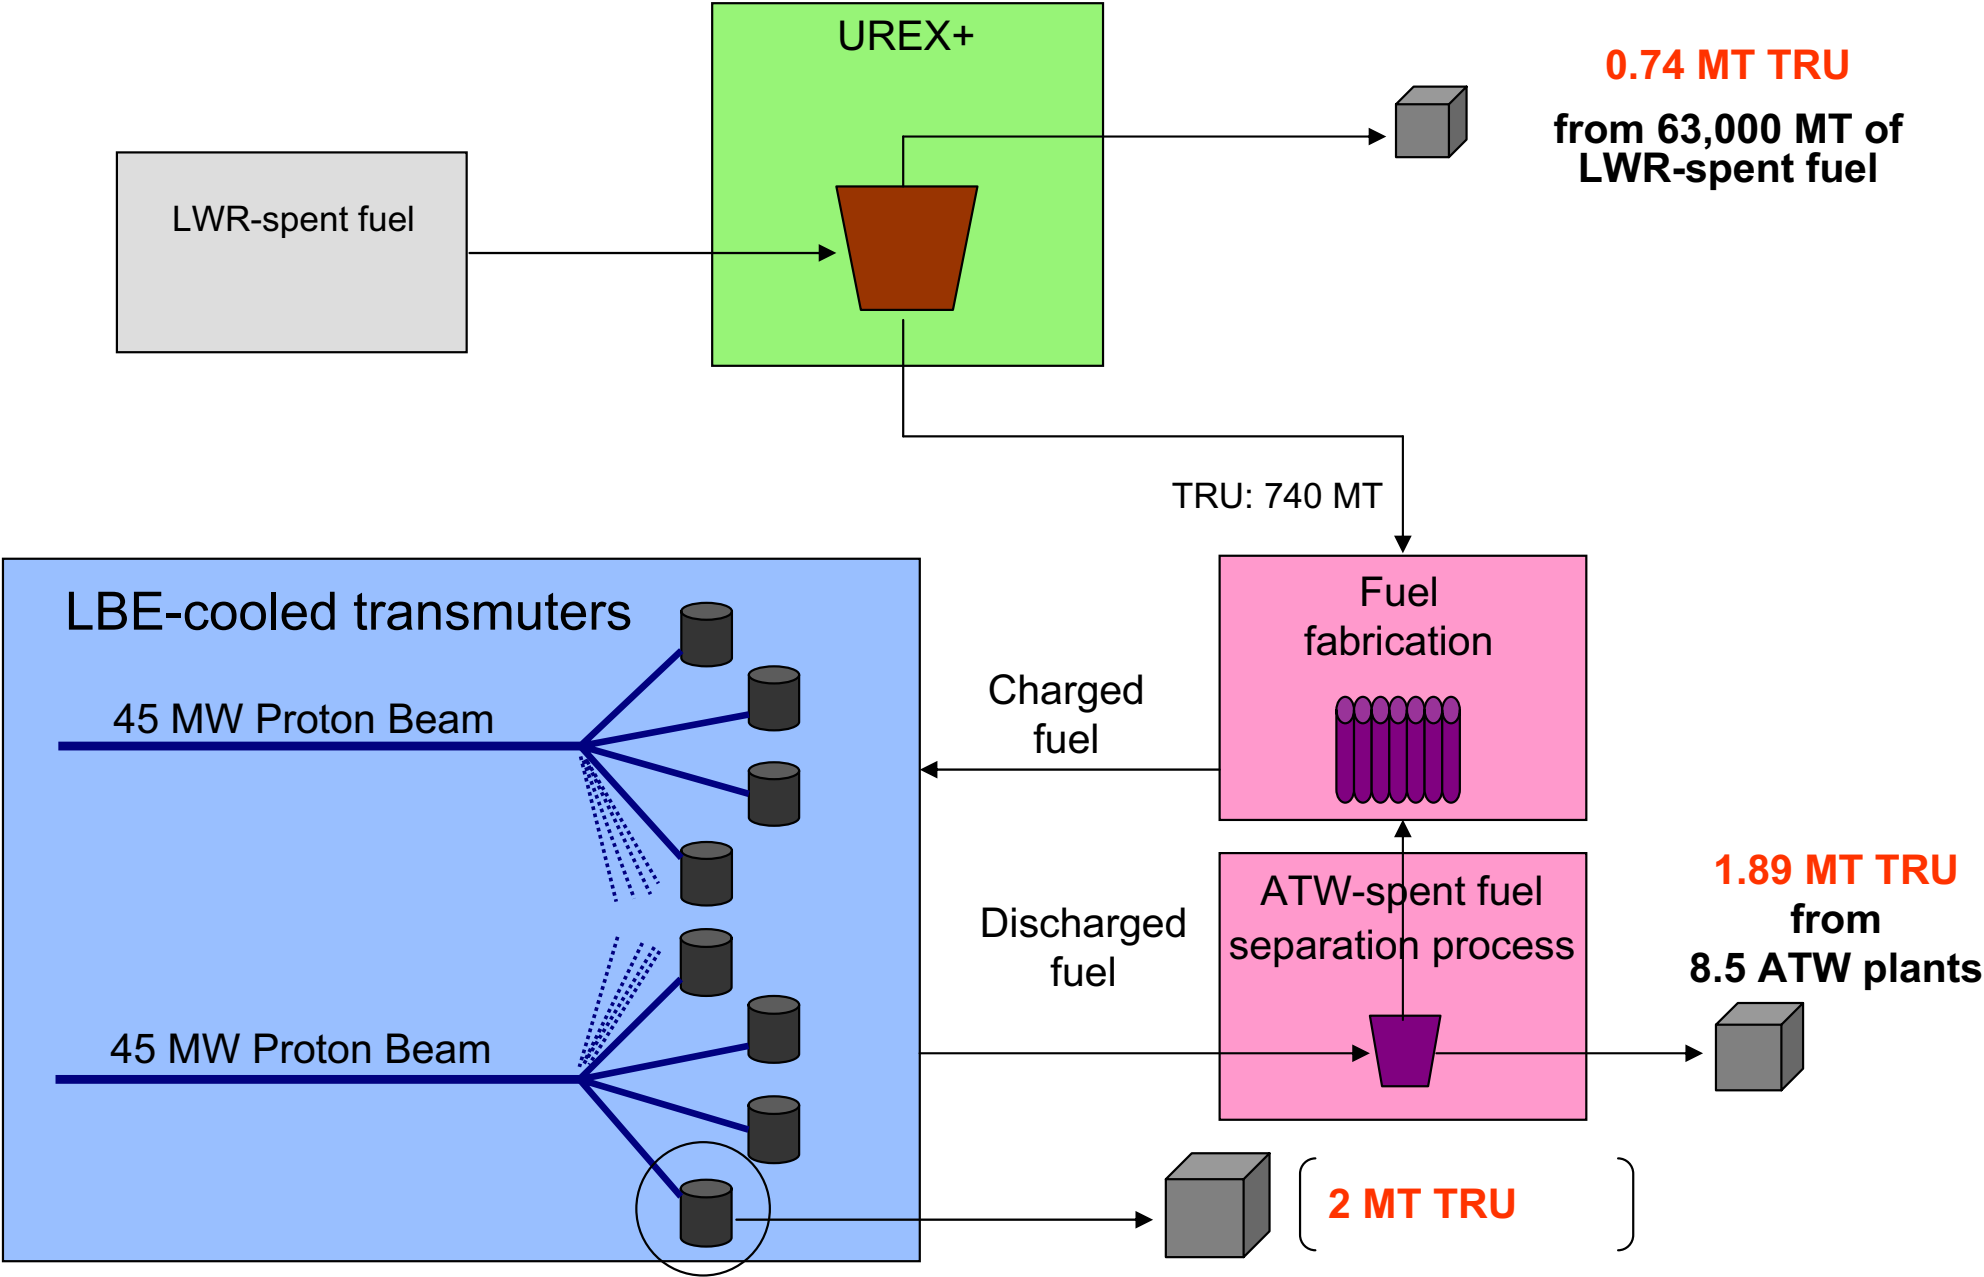 UREX+
0.74 MT TRU
from 63,000 MT of
LWR-spent fuel
LWR-spent fuel
TRU: 740 MT
LBE-cooled transmuters
Fuel
fabrication
45 MW Proton Beam
Charged
fuel
ATW-spent fuel
separation process
1.89 MT TRU
from
8.5 ATW plants
Discharged
fuel
45 MW Proton Beam
2 MT TRU